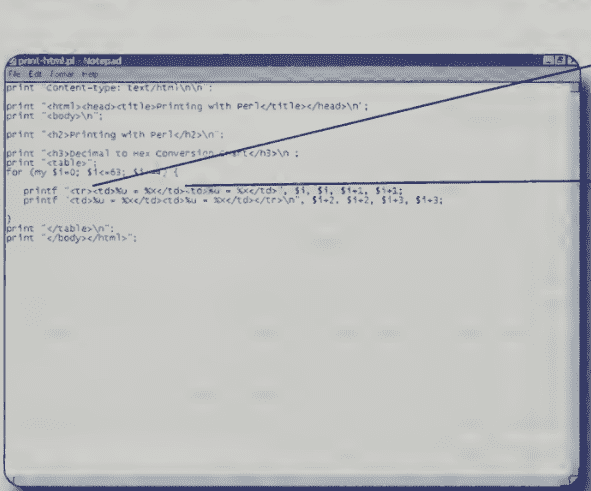 print-html.pl - Notepad
File Edit Format Help
print "Content-type: text/html\n\n";
print "<html><head><title>Printing with Perl</title></head>\n";
print "<body>\n";
print "<h2>Printing with Perl</h2>\n";
print "<h3>Decimal to Hex Conversion Chart</h3>\n";
print "<table>";
for (my $i=0; $i<=63; {
printf "<tr><td>%u = %X</td><td>%u = %X</td>", $i, $i, $i+1, $i+1;
printf "<td>%u = %X</td><td>%u = %X</td></tr>\n", $i+2, $i+2, $i+3, $i+3;
}
print "</table>\n";
print "</body></html>";